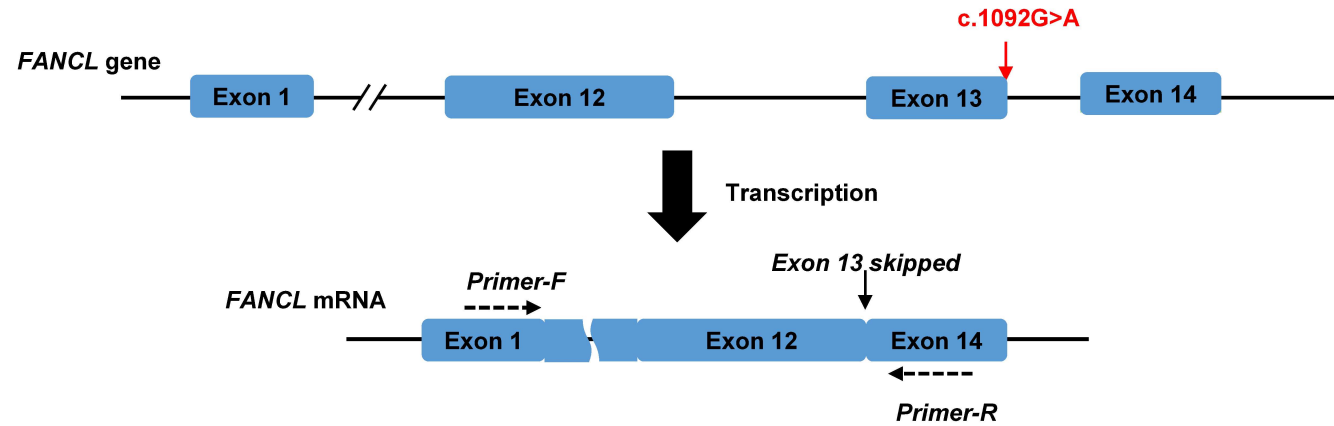 c.1092G>A
FANCL gene
Exon 1
Exon 12
Exon 13
Exon 14
Transcription
Exon 13 skipped
Primer-F
FANCL mRNA
Exon 1
Exon 12
Exon 14
Primer-R